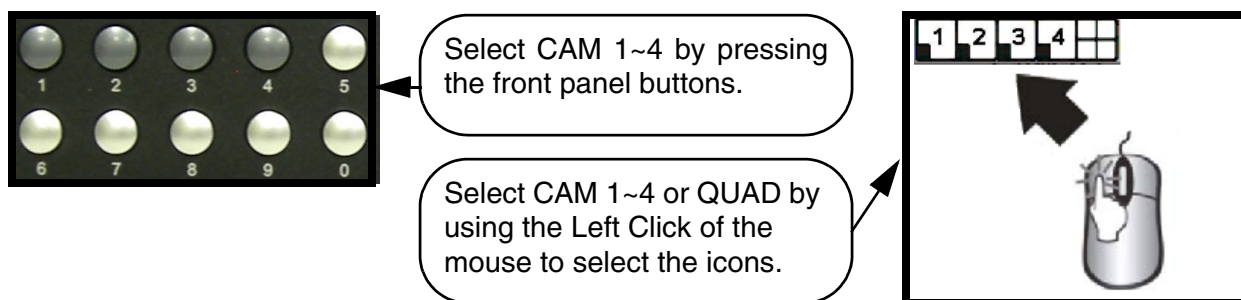 1 2 3 4 5
6 7 8 9 0
Select CAM 1~4 by pressing
the front panel buttons.
Select CAM 1~4 or QUAD by
using the Left Click of the
mouse to select the icons.
1 2 3 4